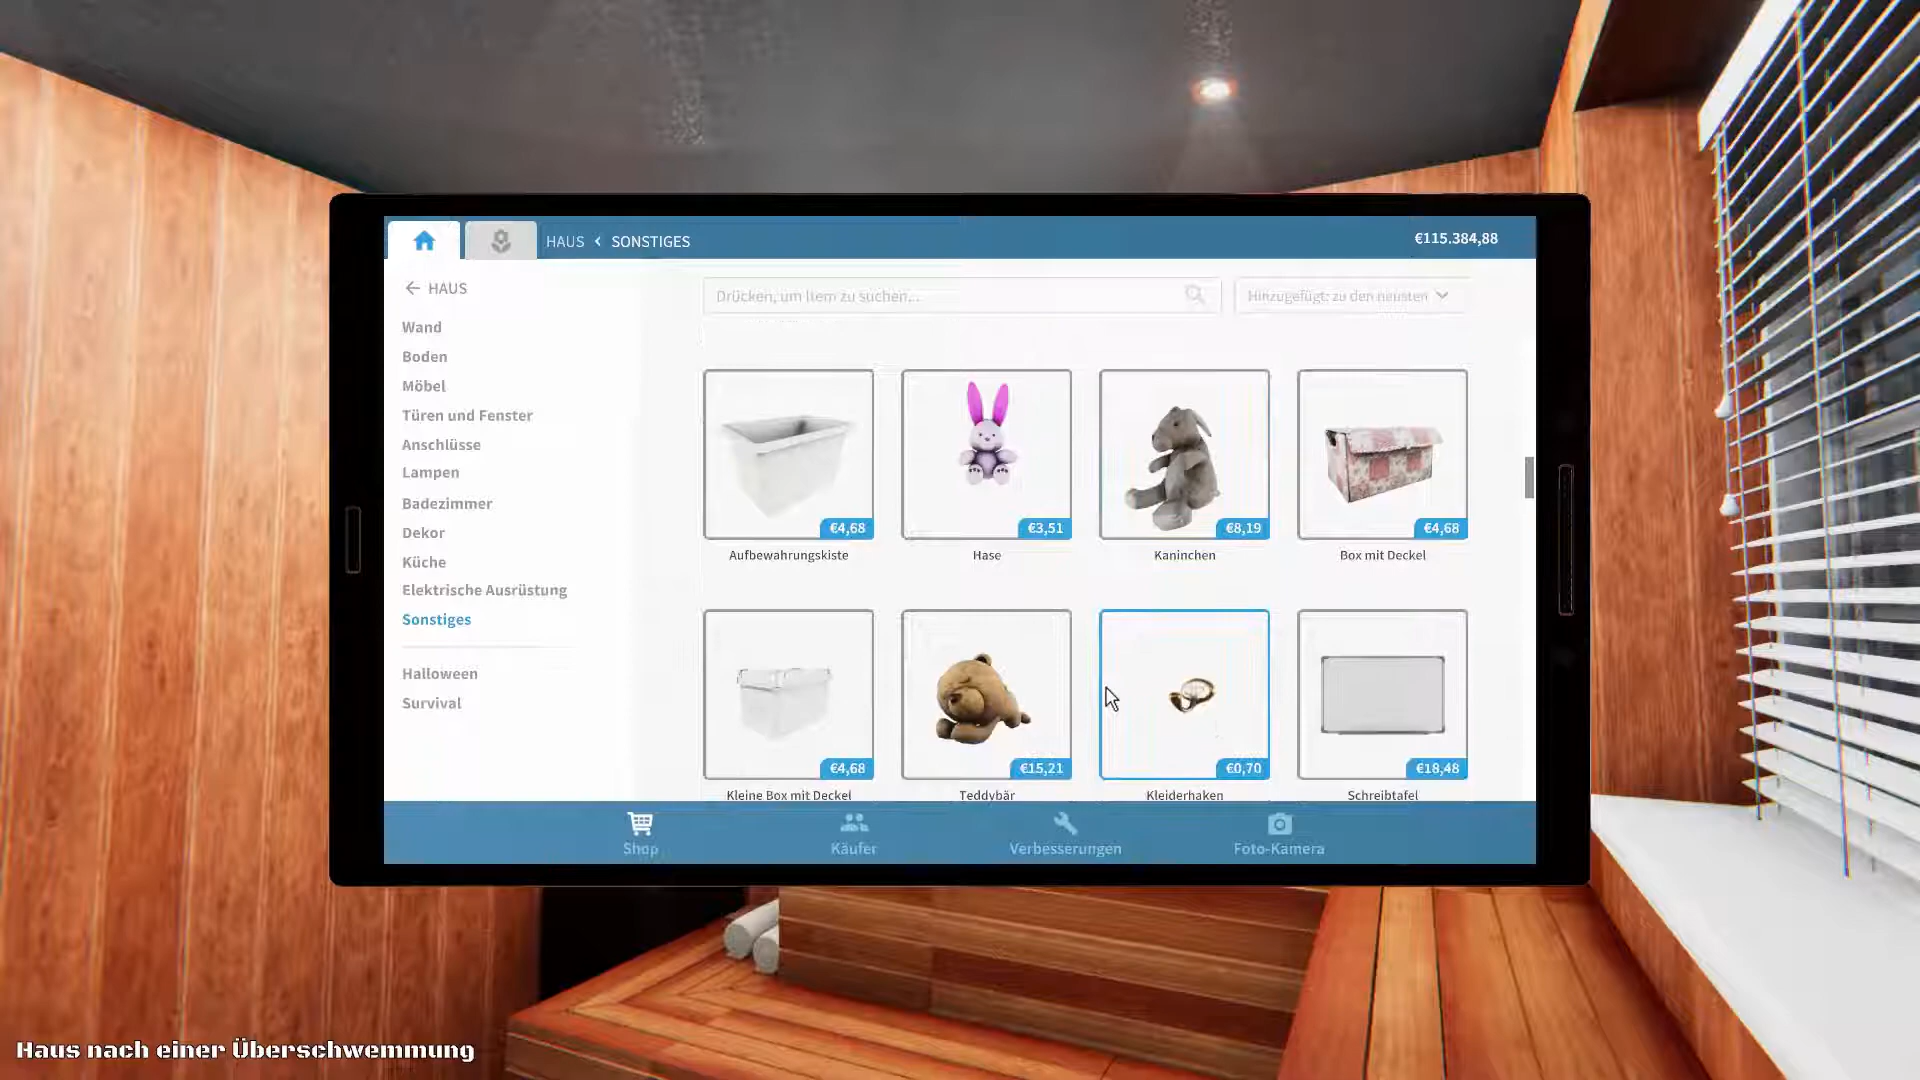 HAUS < SONSTIGES
€115.384,88
HAUS
Drücken, um Item zu suchen...
Hinzugefügt: zu den neusten
Wand
Boden
Möbel
Türen und Fenster
Anschlüsse
Lampen
Badezimmer
Dekor
Küche
Elektrische Ausrüstung
Sonstiges
Halloween
Survival
€4,68
€3,51
€8,19
€4,68
Aufbewahrungskiste
Hase
Kaninchen
Box mit Deckel
€4,68
€15,21
€0,70
€18,48
Kleine Box mit Deckel
Teddybär
Kleiderhaken
Schreibtafel
Shop
Käufer
Verbesserungen
Foto-Kamera
Haus nach einer Überschwemmung